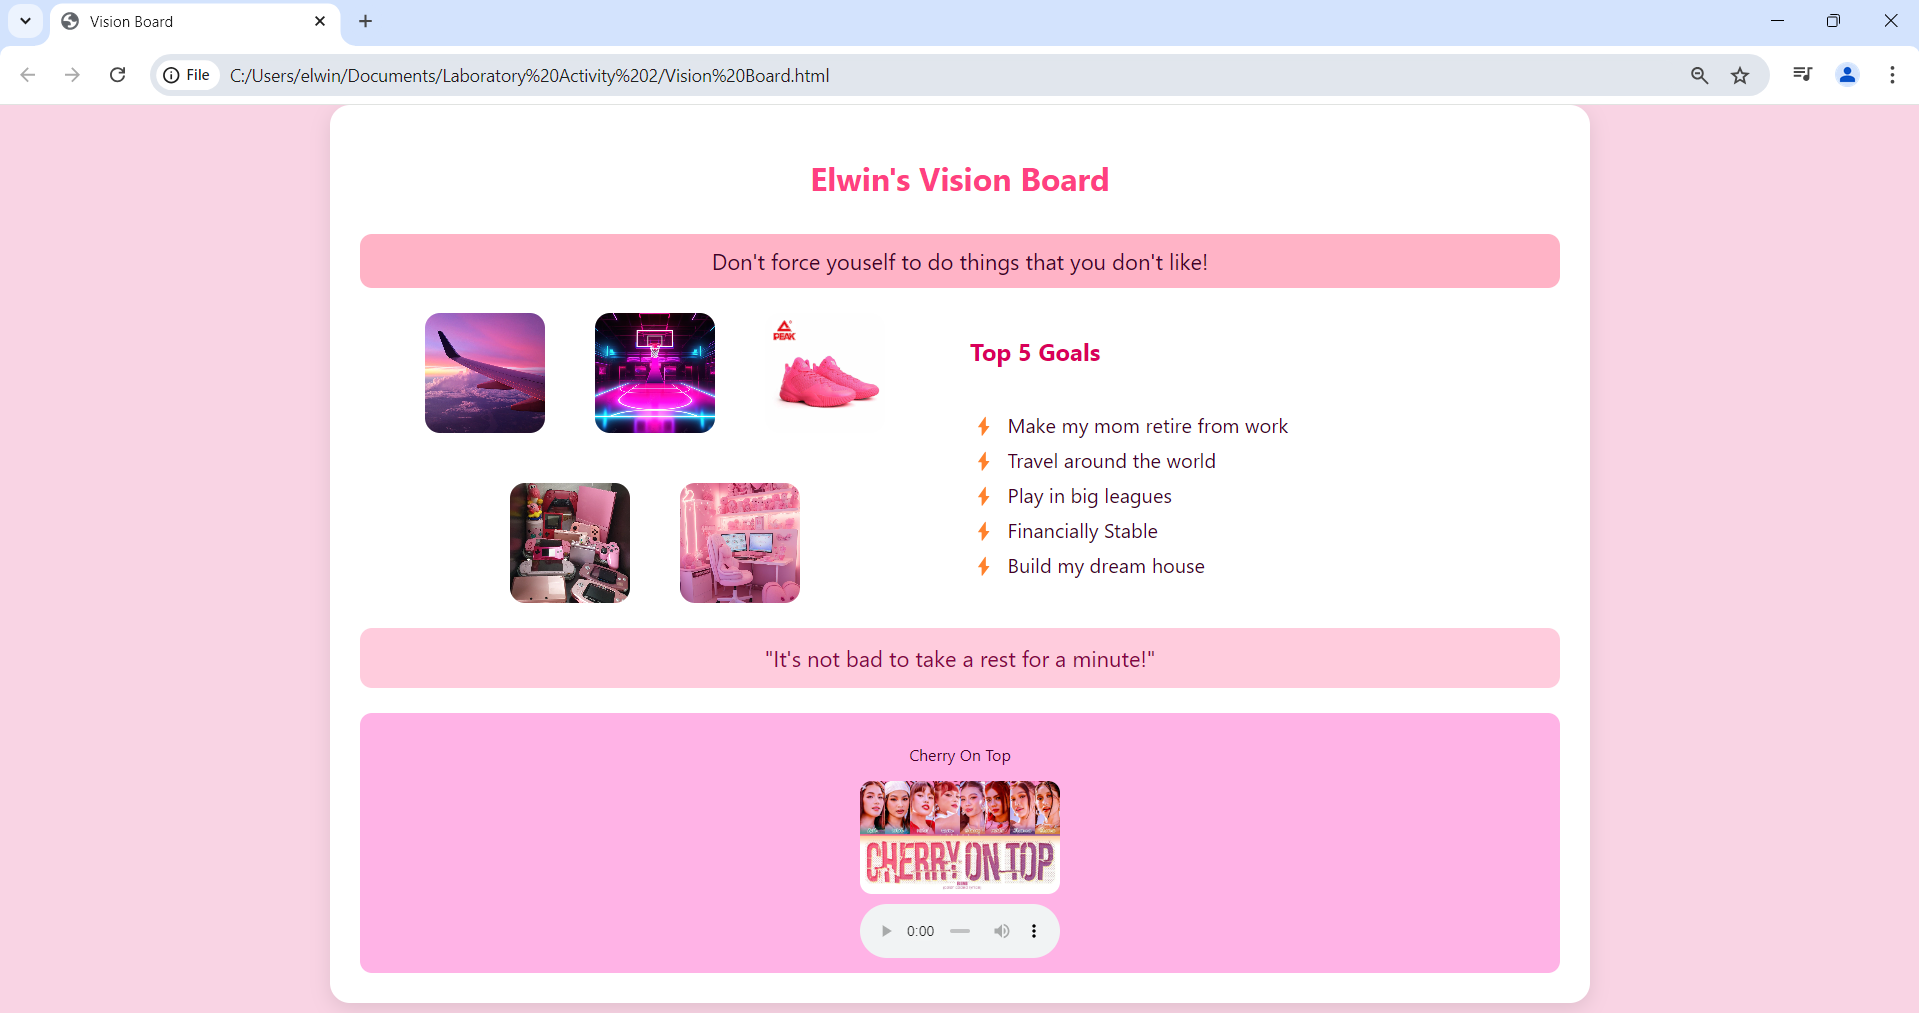 Vision Board
File
C:/Users/elwin/Documents/Laboratory%20Activity%202/Vision%20Board.html
Elwin's Vision Board
Don't force youself to do things that you don't like!
PEAK
Top 5 Goals
Make my mom retire from work
Travel around the world
Play in big leagues
Financially Stable
Build my dream house
"It's not bad to take a rest for a minute!"
Cherry On Top
CHERRY ON TOP
0:00